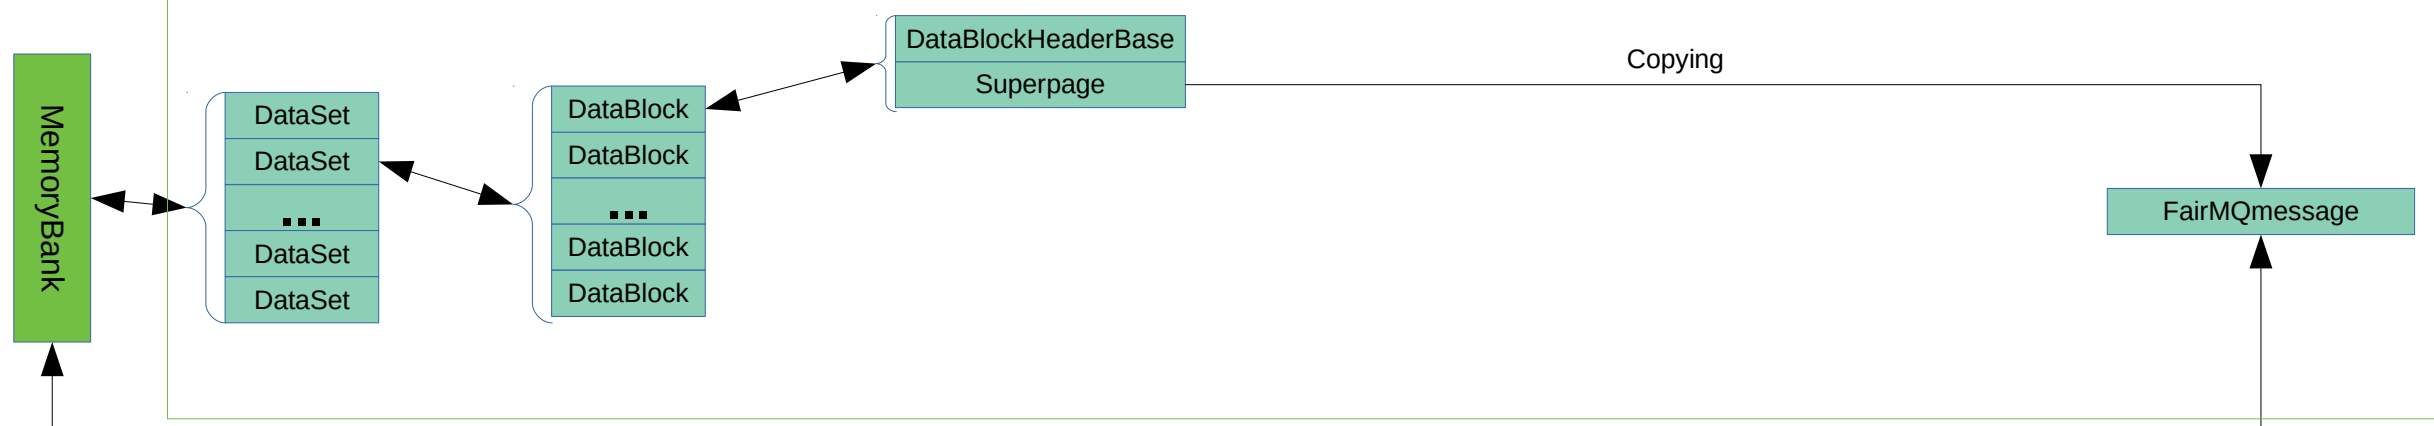 MemoryBank
DataSet
DataSet
...
DataSet
DataSet
DataBlock
DataBlock
...
DataBlock
DataBlock
DataBlockHeaderBase
Superpage
Copying
FairMQmessage